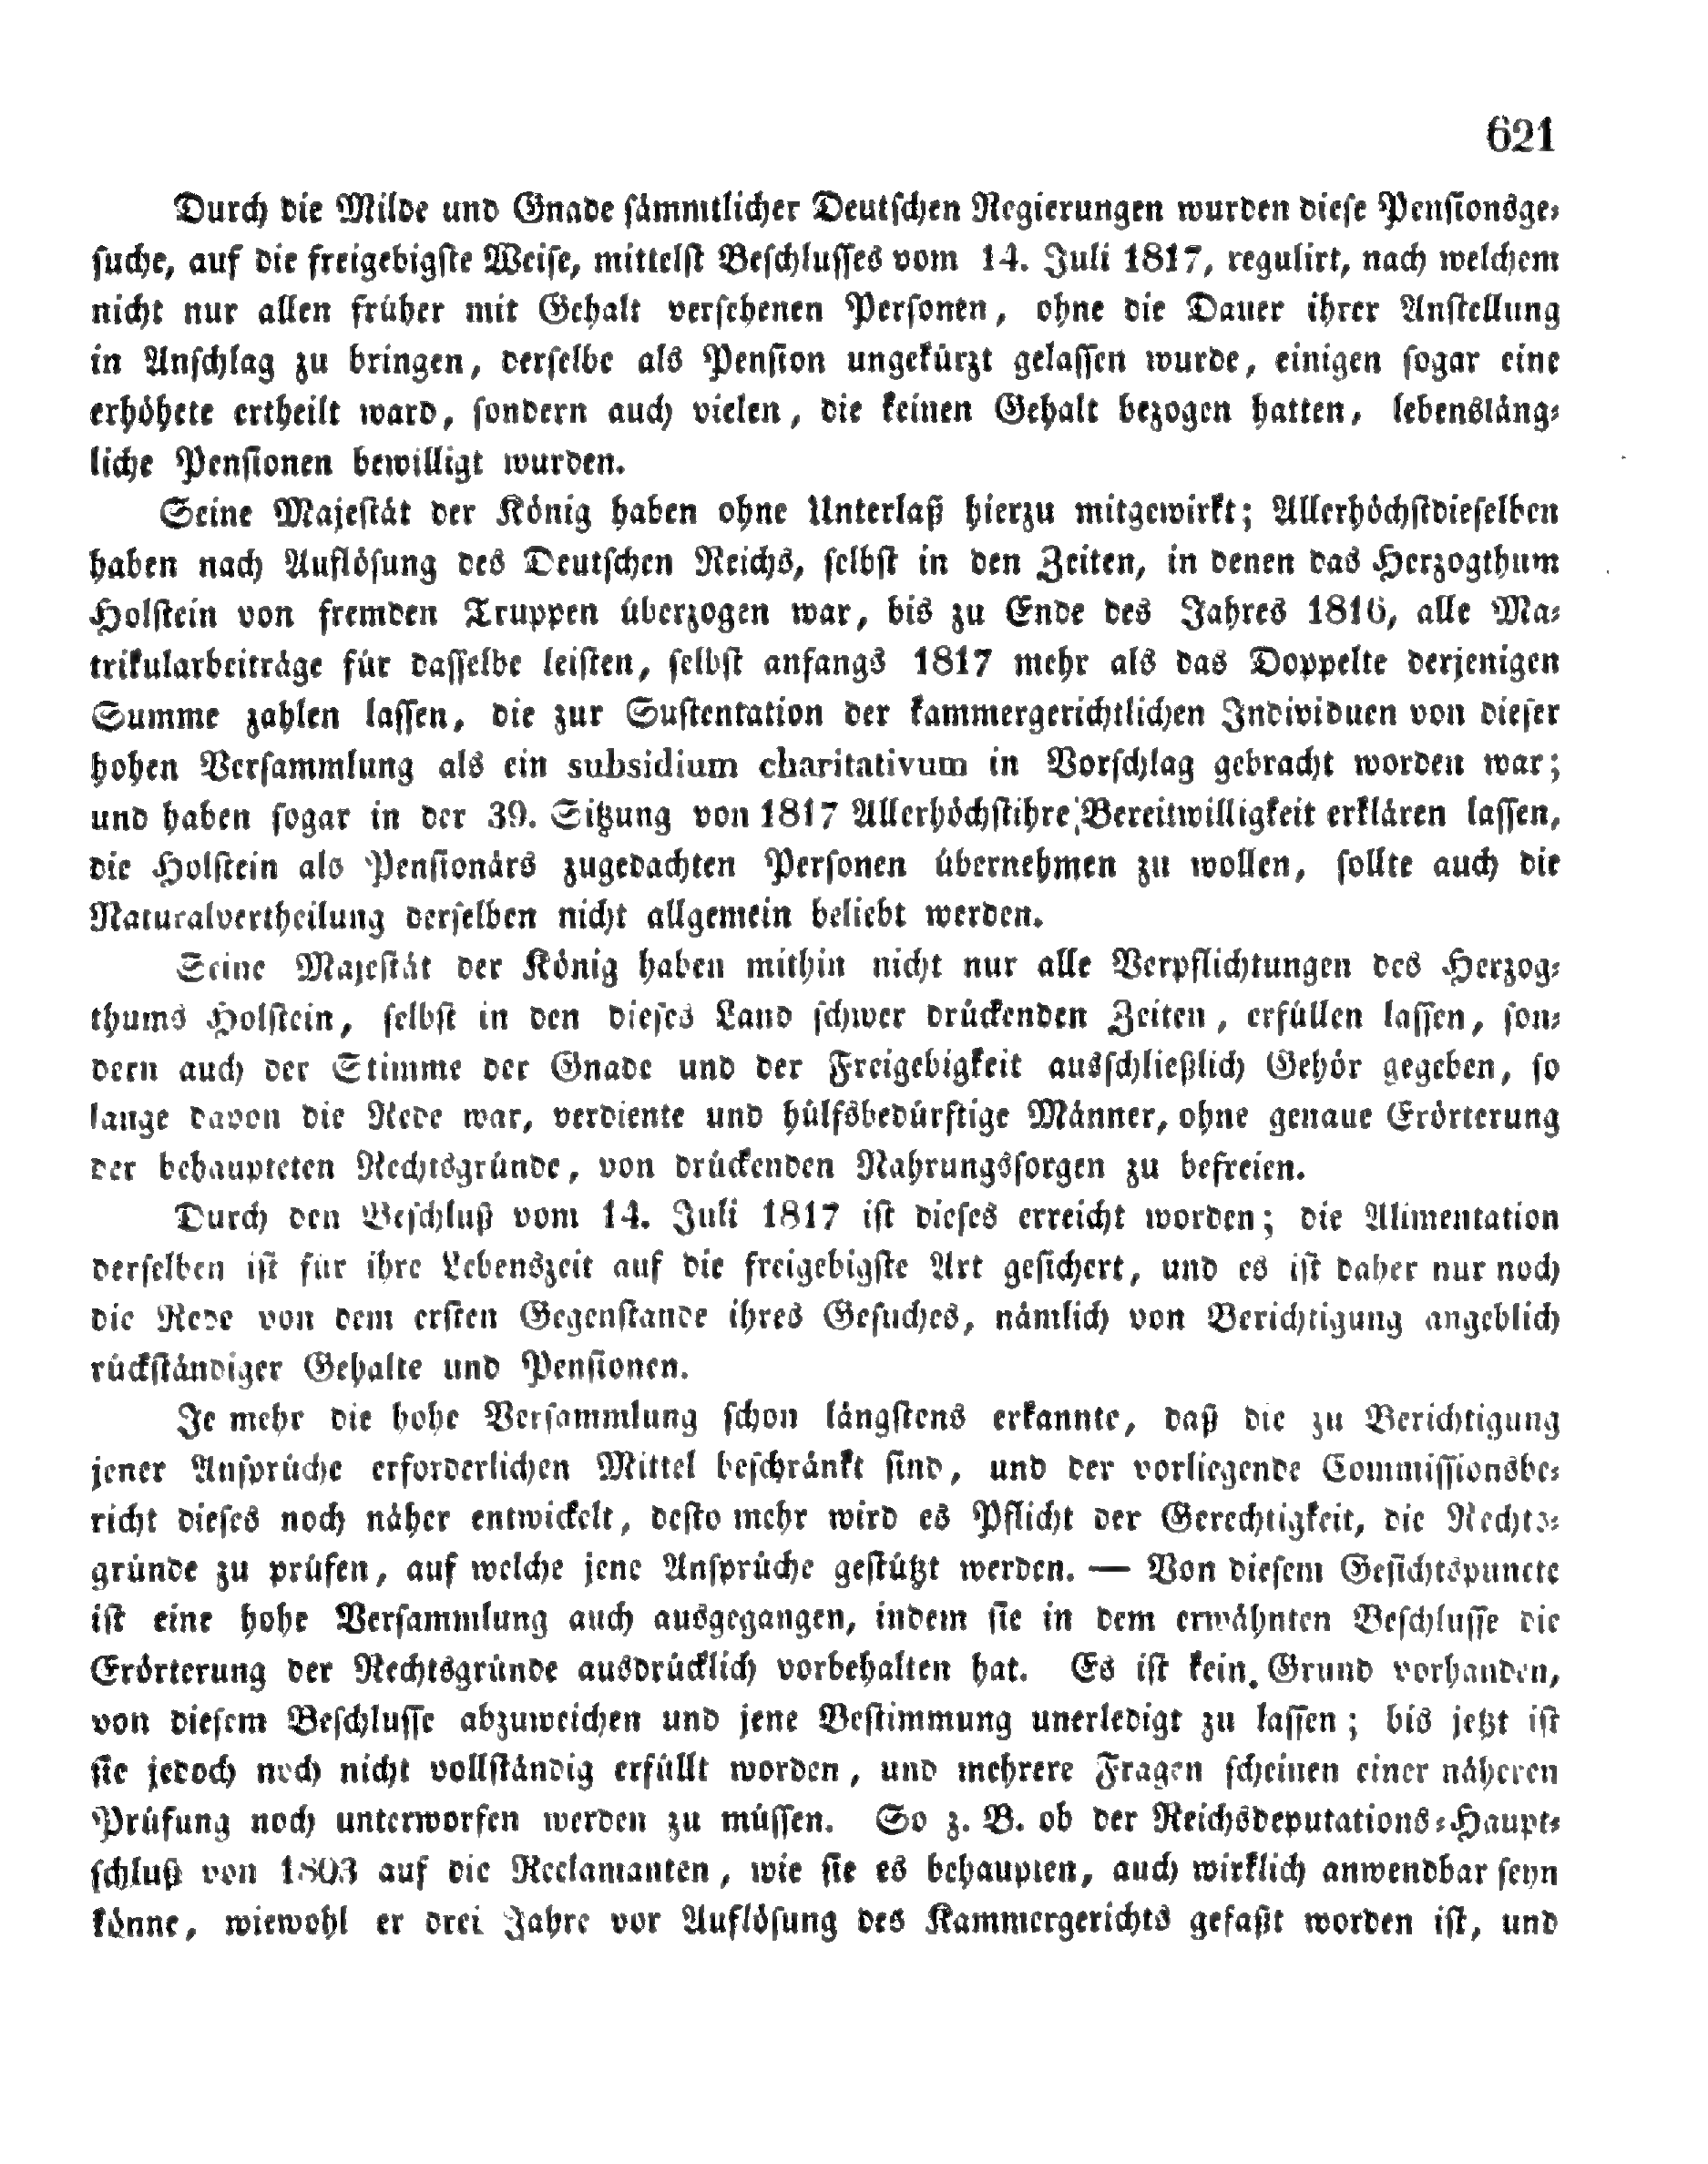 621
Durch die Milde und Gnade sämmtlicher Deutschen Regierungen wurden diese Pensionsge-
suche, auf die freigebigste Weise, mittelst Beschlusses vom 14. Juli 1817, regulirt, nach welchem
nicht nur allen früher mit Gehalt versehenen Personen, ohne die Dauer ihrer Anstellung
in Anschlag zu bringen, derselbe als Pension ungekürzt gelassen wurde, einigen sogar eine
erhöhete ertheilt ward, sondern auch vielen, die keinen Gehalt bezogen hatten, lebensläng-
liche Pensionen bewilligt wurden.
Seine Majestät der König haben ohne Unterlaß hierzu mitgewirkt; Allerhöchstdieselben
haben nach Auflösung des Deutschen Reichs, selbst in den Zeiten, in denen das Herzogthum
Holstein von fremden Truppen überzogen war, bis zu Ende des Jahres 1816, alle Ma-
trikularbeiträge für dasselbe leisten, selbst anfangs 1817 mehr als das Doppelte derjenigen
Summe zahlen lassen, die zur Sustentation der kammergerichtlichen Individuen von dieser
hohen Versammlung als ein subsidium charitativum in Vorschlag gebracht worden war;
und haben sogar in der 39. Sitzung von 1817 Allerhöchstihre Bereitwilligkeit erklären lassen,
die Holstein als Pensionärs zugedachten Personen übernehmen zu wollen, sollte auch die
Naturalvertheilung derselben nicht allgemein beliebt werden.
Seine Majestät der König haben mithin nicht nur alle Verpflichtungen des Herzog-
thums Holstein, selbst in den dieses Land schwer drückenden Zeiten, erfüllen lassen, son-
dern auch der Stimme der Gnade und der Freigebigkeit ausschließlich Gehör gegeben, so
lange davon die Rede war, verdiente und hülfsbedürftige Männer, ohne genaue Erörterung
der behaupteten Rechtsgründe, von drückenden Nahrungssorgen zu befreien.
Durch den Beschluß vom 14. Juli 1817 ist dieses erreicht worden; die Alimentation
derselben ist für ihre Lebenszeit auf die freigebigste Art gesichert, und es ist daher nur noch
die Rede von dem ersten Gegenstande ihres Gesuches, nämlich von Berichtigung angeblich
rückständiger Gehalte und Pensionen.
Je mehr die hohe Versammlung schon längstens erkannte, daß die zu Berichtigung
jener Ansprüche erforderlichen Mittel beschränkt sind, und der vorliegende Commissionsbe-
richt dieses noch näher entwickelt, desto mehr wird es Pflicht der Gerechtigkeit, die Rechts-
gründe zu prüfen, auf welche jene Ansprüche gestützt werden. — Von diesem Gesichtspuncte
ist eine hohe Versammlung auch ausgegangen, indem sie in dem erwähnten Beschlusse die
Erörterung der Rechtsgründe ausdrücklich vorbehalten hat. Es ist kein Grund vorhanden,
von diesem Beschlusse abzuweichen und jene Bestimmung unerledigt zu lassen; bis jetzt ist
sie jedoch noch nicht vollständig erfüllt worden, und mehrere Fragen scheinen einer näheren
Prüfung noch unterworfen werden zu müssen. So z. B. ob der Reichsdeputations-Haupt-
schluß von 1803 auf die Reclamanten, wie sie es behaupten, auch wirklich anwendbar seyn
könne, wiewohl er drei Jahre vor Auflösung des Kammergerichts gefaßt worden ist, und